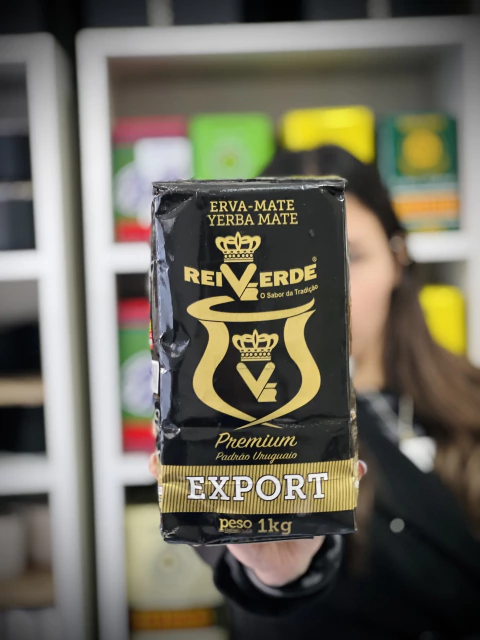 ERVA-MATE
YERBA MATE
REI VERDE®
O Sabor da Tradição
Premium
Padrão Uruguaio
EXPORT
peso 1kg